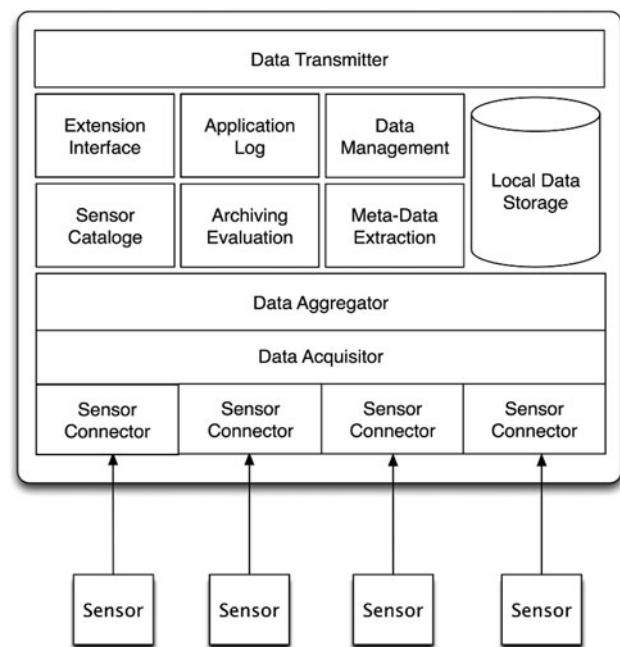 Data Transmitter
Extension
Interface
Application
Log
Data
Management
Local Data
Storage
Sensor
Cataloge
Archiving
Evaluation
Meta-Data
Extraction
Data Aggregator
Data Acquisitor
Sensor
Connector
Sensor
Connector
Sensor
Connector
Sensor
Connector
Sensor
Sensor
Sensor
Sensor